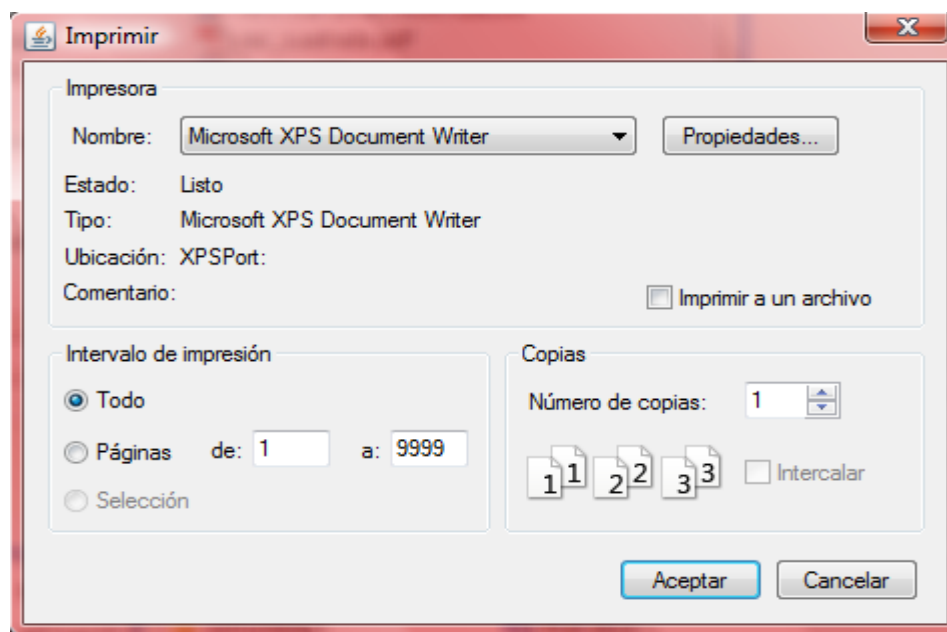 Imprimir
Impresora
Nombre: Microsoft XPS Document Writer Propiedades...
Estado: Listo
Tipo: Microsoft XPS Document Writer
Ubicación: XPSPort:
Comentario: Imprimir a un archivo
Intervalo de impresión Copias
Todo Número de copias: 1
Páginas de: 1 a: 9999
1 1 2 2 3 3 Intercalar
Selección
Aceptar Cancelar